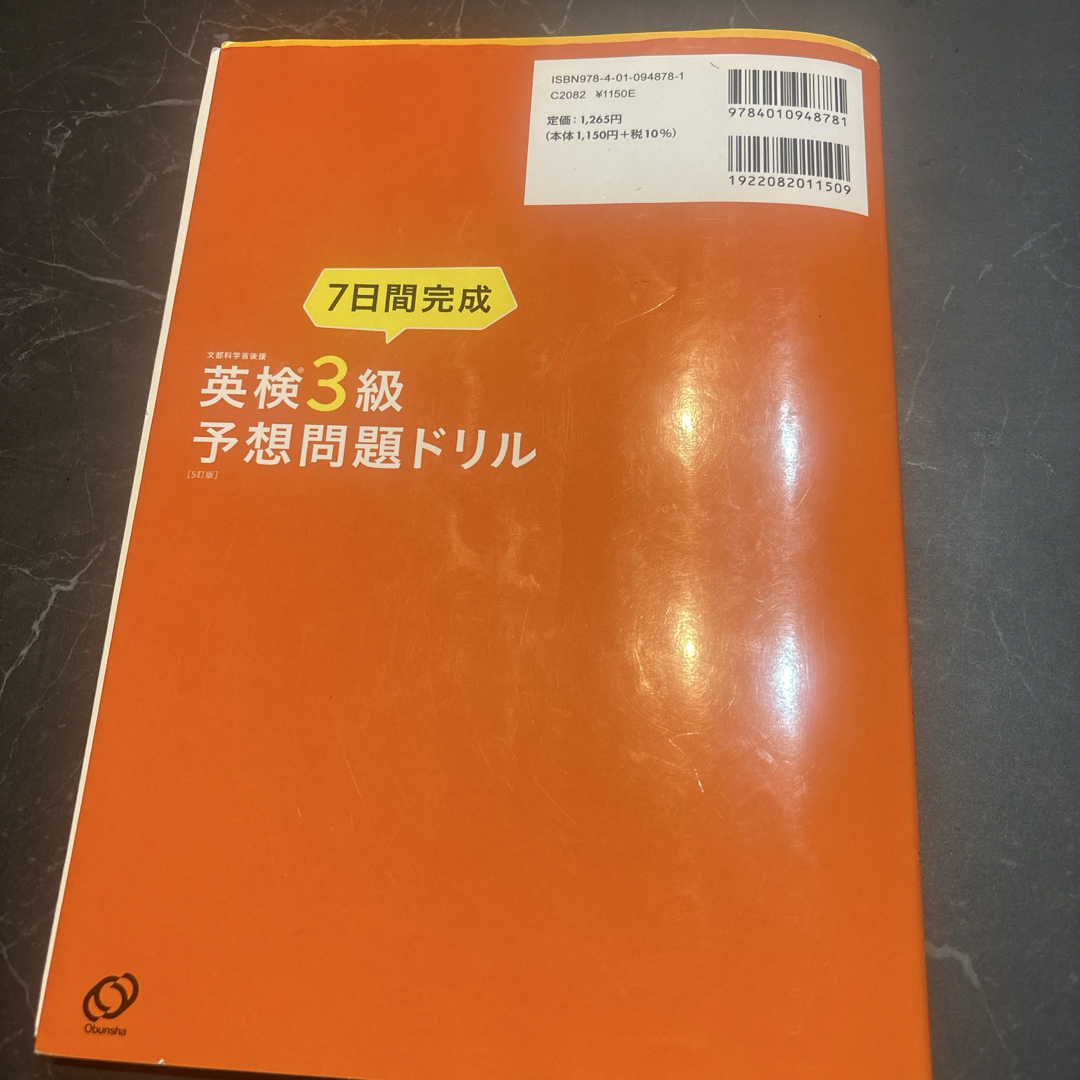 ISBN978-4-01-094878-1
C2082 ¥1150E
定価:1,265円
(本体1,150円+税10%)
9784010948781
1922082011509
7日間完成
文部科学省後援
英検®3級
予想問題ドリル
[5訂版]
Obunsha